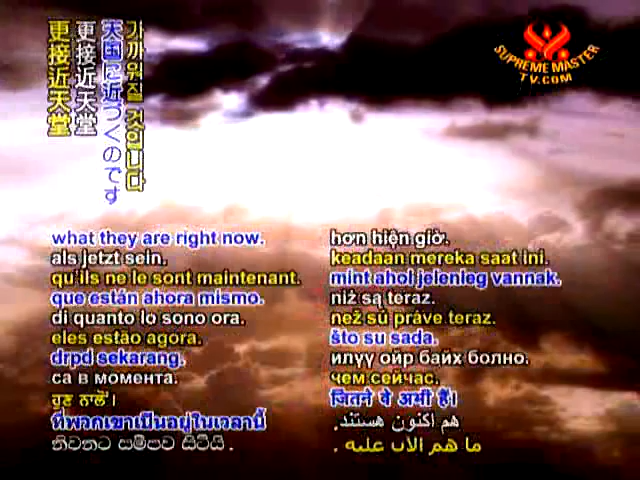 更接近天堂
更接近天堂
天国に近づくのです
가까워질 것입니다
SUPREME MASTER
TV.COM
what they are right now.
als jetzt sein.
qu'ils ne le sont maintenant.
que están ahora mismo.
di quanto lo sono ora.
eles estão agora.
drpd sekarang.
са в момента.
ਹੁਣ ਨਾਲੋਂ।
ที่พวกเขาเป็นอยู่ในเวลานี้
සිටියි.
hơn hiện giờ.
keadaan mereka saat ini.
mint ahol jelenleg vannak.
niż są teraz.
než sú práve teraz.
što su sada.
илүү ойр байх болно.
чем сейчас.
जितने वे अभी हैं।
هم اکنون هستند.
ما هم الآن عليه .